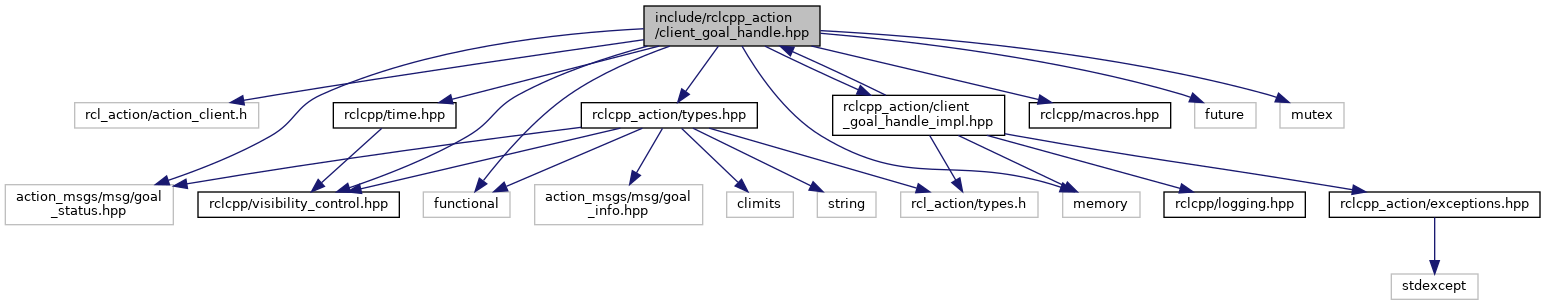 include/rclcpp_action
/client_goal_handle.hpp
rcl_action/action_client.h
rclcpp/time.hpp
rclcpp_action/types.hpp
rclcpp_action/client
_goal_handle_impl.hpp
rclcpp/macros.hpp
future
mutex
action_msgs/msg/goal
_status.hpp
rclcpp/visibility_control.hpp
functional
action_msgs/msg/goal
_info.hpp
climits
string
rcl_action/types.h
memory
rclcpp/logging.hpp
rclcpp_action/exceptions.hpp
stdexcept